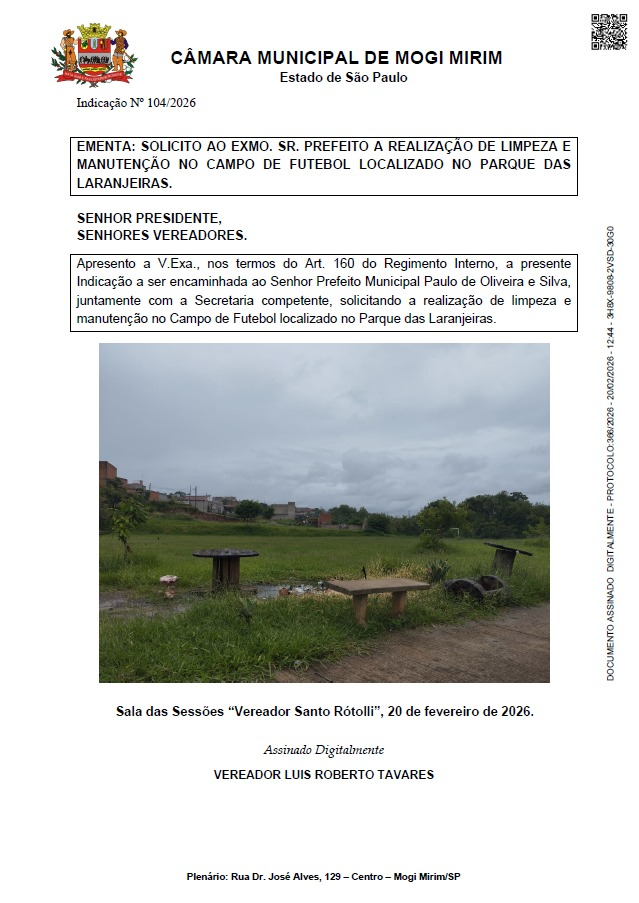 CÂMARA MUNICIPAL DE MOGI MIRIM
Estado de São Paulo
Indicação Nº 104/2026
EMENTA: SOLICITO AO EXMO. SR. PREFEITO A REALIZAÇÃO DE LIMPEZA E
MANUTENÇÃO NO CAMPO DE FUTEBOL LOCALIZADO NO PARQUE DAS
LARANJEIRAS.
SENHOR PRESIDENTE,
SENHORES VEREADORES.
Apresento a V.Exa., nos termos do Art. 160 do Regimento Interno, a presente
Indicação a ser encaminhada ao Senhor Prefeito Municipal Paulo de Oliveira e Silva,
juntamente com a Secretaria competente, solicitando a realização de limpeza e
manutenção no Campo de Futebol localizado no Parque das Laranjeiras.
Sala das Sessões “Vereador Santo Rótolli”, 20 de fevereiro de 2026.
Assinado Digitalmente
VEREADOR LUIS ROBERTO TAVARES
Plenário: Rua Dr. José Alves, 129 – Centro – Mogi Mirim/SP
DOCUMENTO ASSINADO DIGITALMENTE - PROTOCOLO:366/2026 - 20/02/2026 - 12:44 - 3H8X-9808-2VSD-30G0